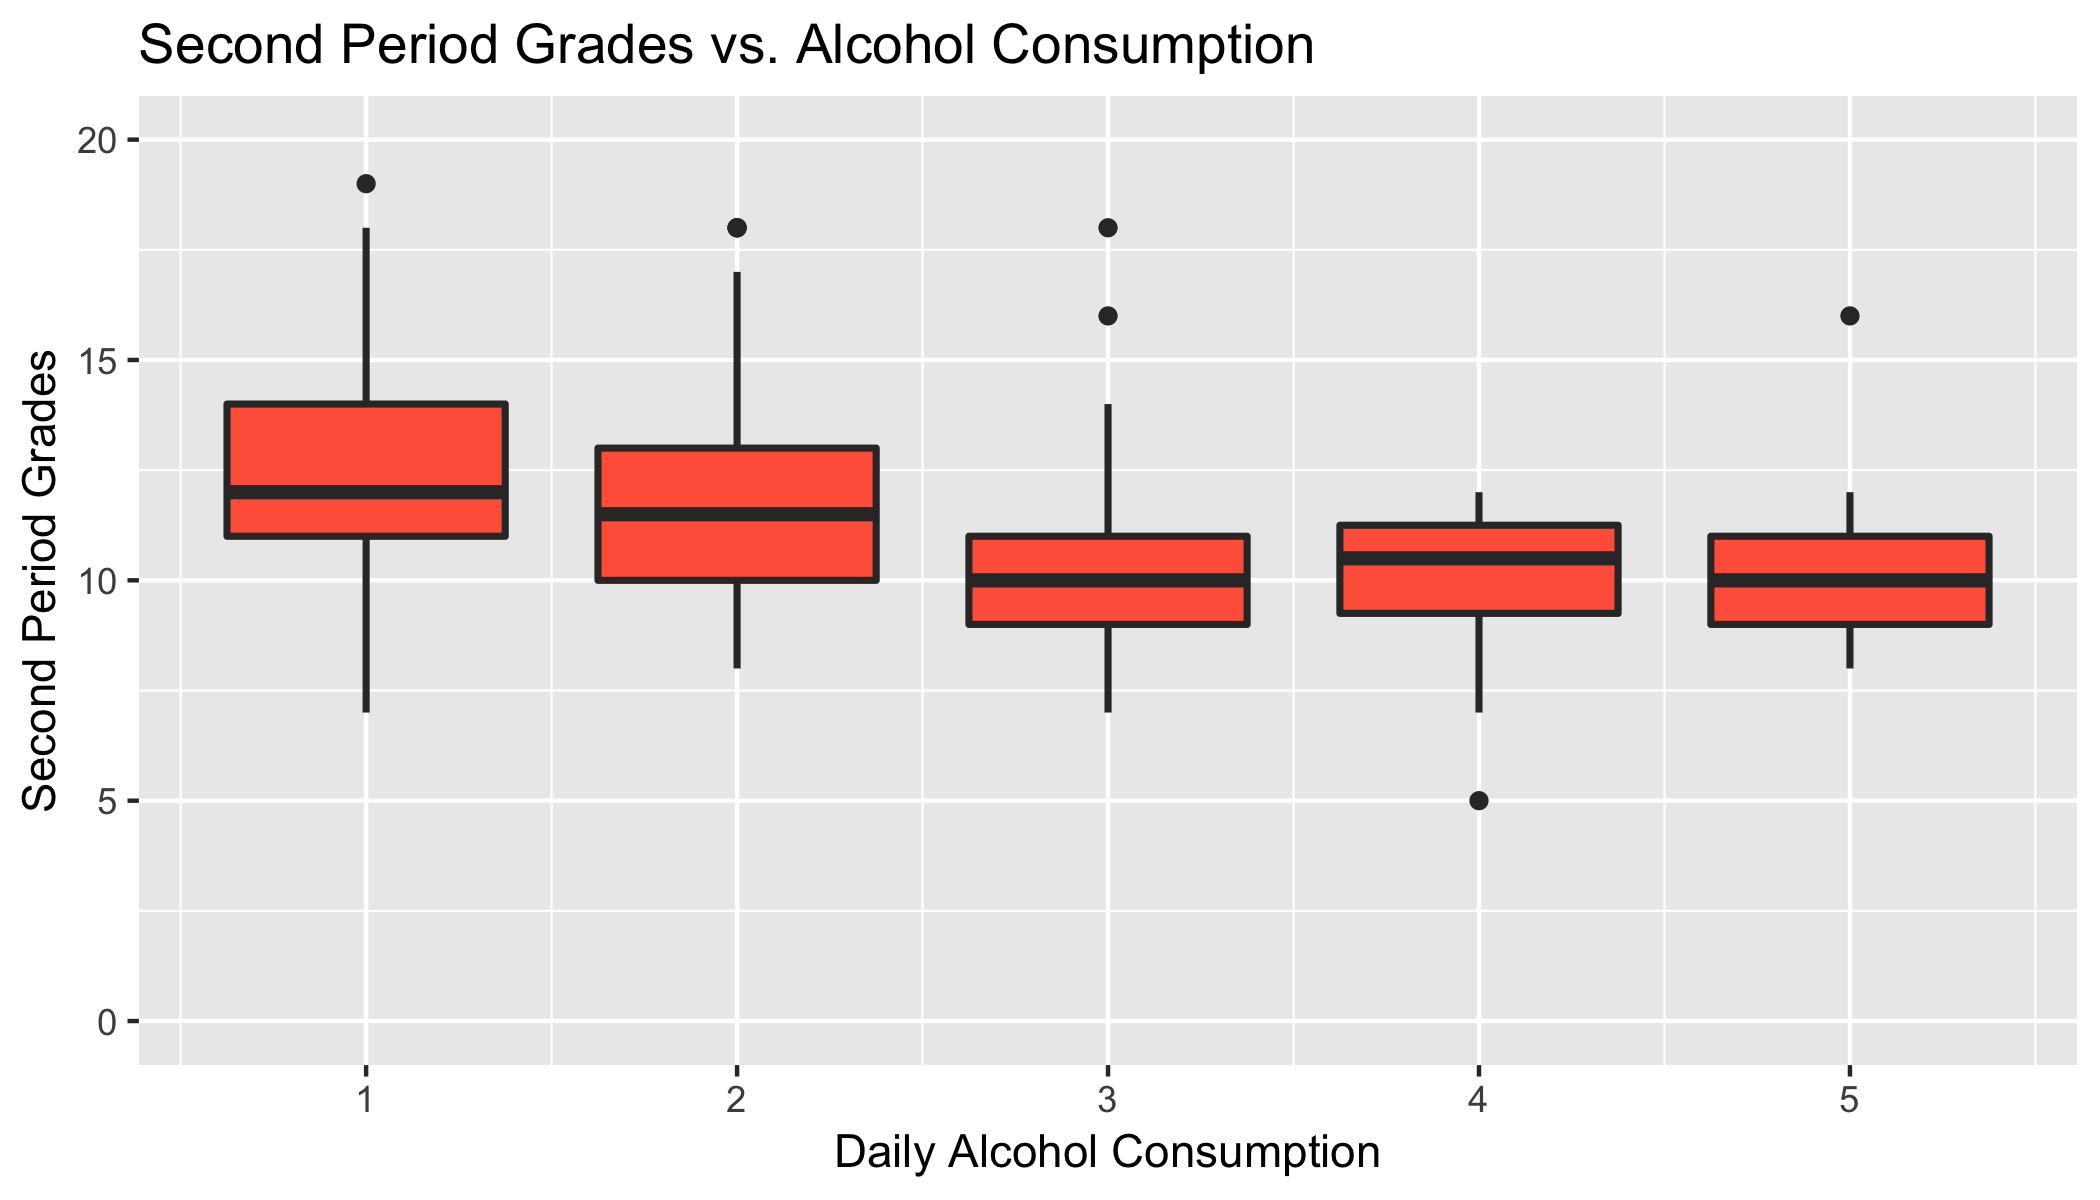 Second Period Grades vs. Alcohol Consumption
20
15
10
5
0
Second Period Grades
1 2 3 4 5
Daily Alcohol Consumption